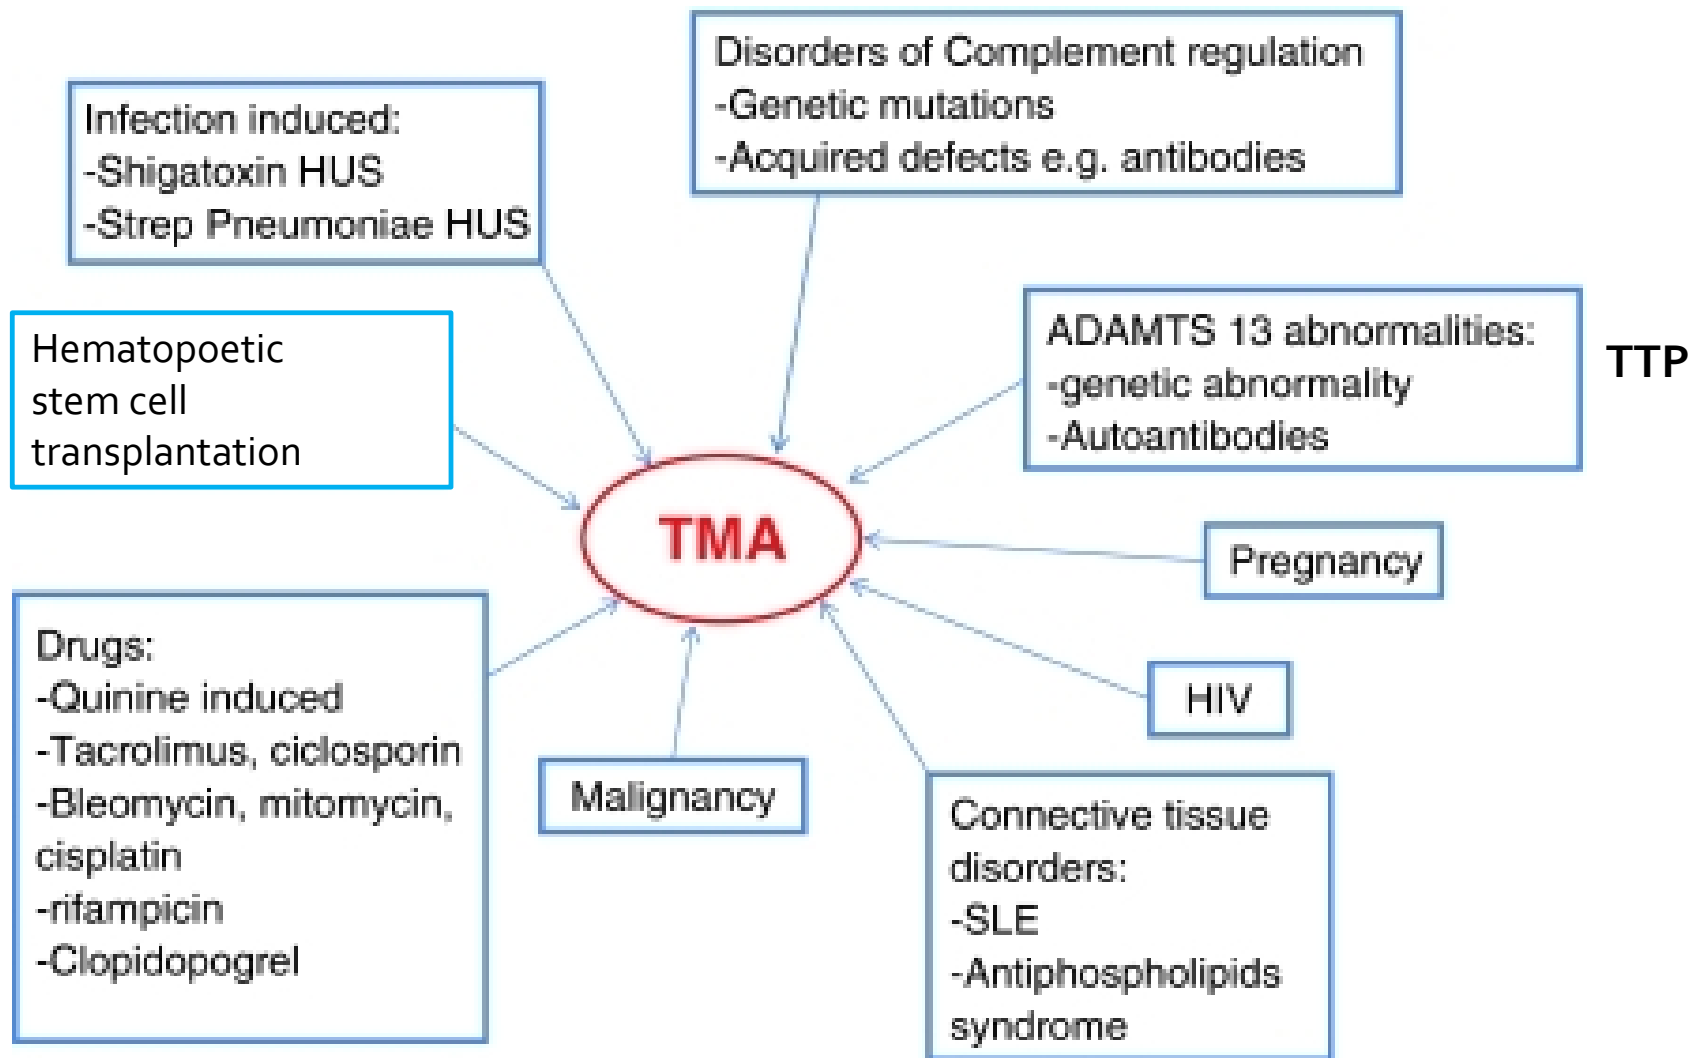 Disorders of Complement regulation
-Genetic mutations
-Acquired defects e.g. antibodies
Infection induced:
-Shigatoxin HUS
-Strep Pneumoniae HUS
Hematopoetic
stem cell
transplantation
ADAMTS 13 abnormalities:
-genetic abnormality
-Autoantibodies
TTP
TMA
Pregnancy
HIV
Drugs:
-Quinine induced
-Tacrolimus, ciclosporin
-Bleomycin, mitomycin,
cisplatin
-rifampicin
-Clopidopogrel
Malignancy
Connective tissue
disorders:
-SLE
-Antiphospholipids
syndrome